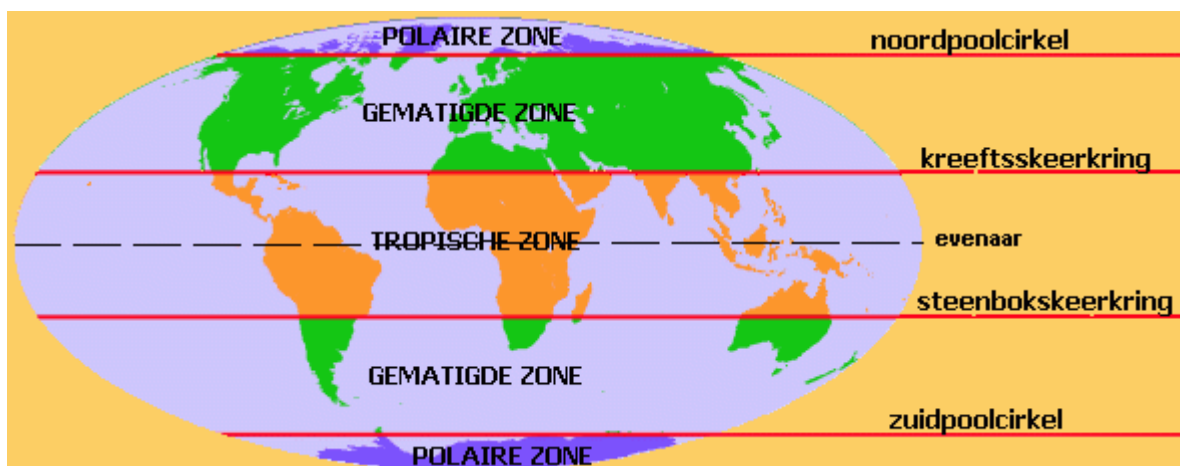 POLAIRE ZONE
noordpoolcirkel
GEMATIGDE ZONE
kreeftsskeerkring
TROPISCHE ZONE
evenaar
steenbokskeerkring
GEMATIGDE ZONE
zuidpoolcirkel
POLAIRE ZONE